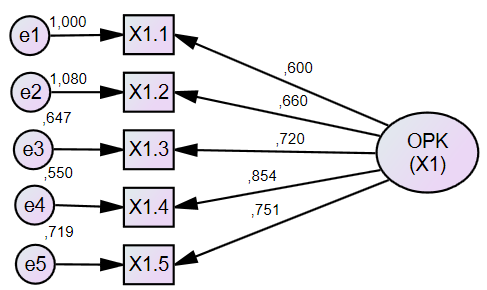 e1
1,000
X1.1
,600
e2
1,080
X1.2
,660
,647
e3
X1.3
,720
OPK
(X1)
,550
e4
X1.4
,854
,719
e5
X1.5
,751